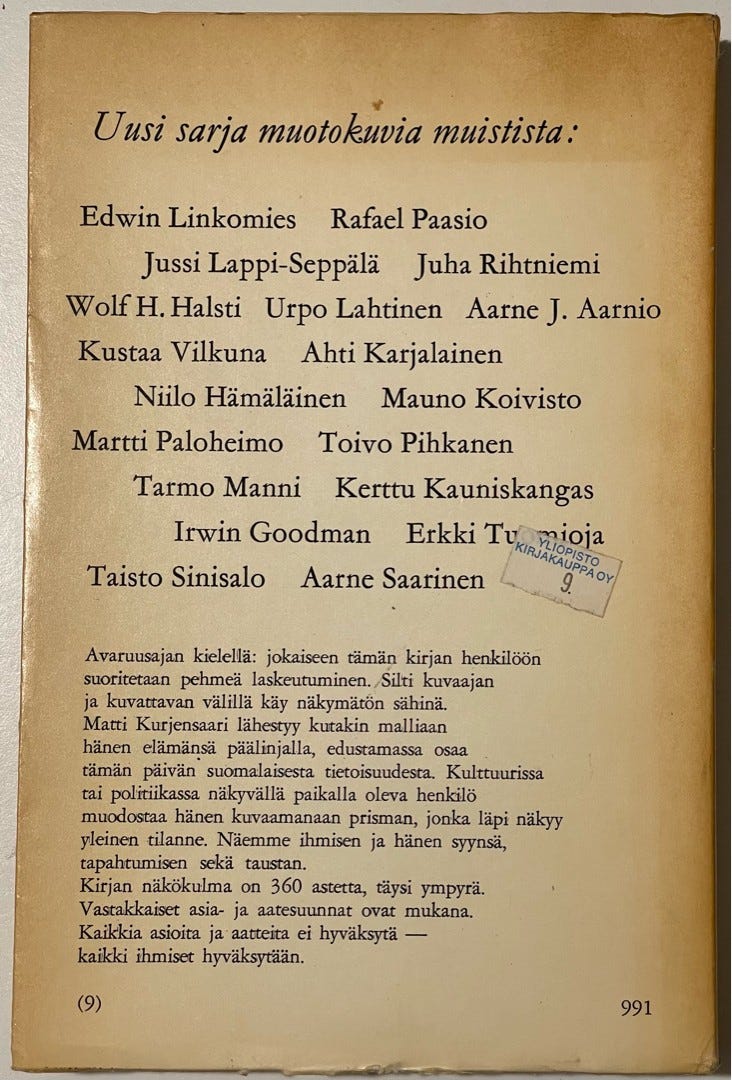 Uusi sarja muotokuvia muistista:
Edwin Linkomies Rafael Paasio
Jussi Lappi-Seppälä Juha Rihtniemi
Wolf H. Halsti Urpo Lahtinen Aarne J. Aarnio
Kustaa Vilkuna Ahti Karjalainen
Niilo Hämäläinen Mauno Koivisto
Martti Paloheimo Toivo Pihkanen
Tarmo Manni Kerttu Kauniskangas
Irwin Goodman Erkki Tuomioja
Taisto Sinisalo Aarne Saarinen
YLIOPISTO
KIRJAKAUPPA OY
9.
Avaruusajan kielellä: jokaiseen tämän kirjan henkilöön
suoritetaan pehmeä laskeutuminen. Silti kuvaajan
ja kuvattavan välillä käy näkymätön sähinä.
Matti Kurjensaari lähestyy kutakin malliaan
hänen elämänsä päälinjalla, edustamassa osaa
tämän päivän suomalaisesta tietoisuudesta. Kulttuurissa
tai politiikassa näkyvällä paikalla oleva henkilö
muodostaa hänen kuvaamanaan prisman, jonka läpi näkyy
yleinen tilanne. Näemme ihmisen ja hänen syynsä,
tapahtumisen sekä taustan.
Kirjan näkökulma on 360 astetta, täysi ympyrä.
Vastakkaiset asia- ja aatesuunnat ovat mukana.
Kaikkia asioita ja aatteita ei hyväksytä —
kaikki ihmiset hyväksytään.
(9) 991